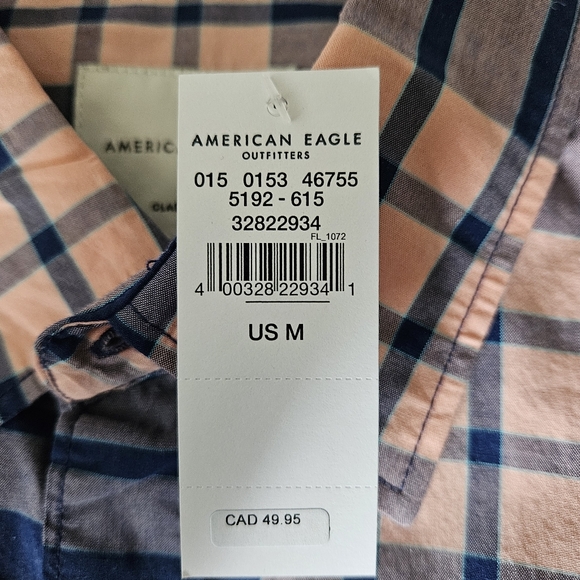 AMERICAN EAGLE
OUTFITTERS
015 0153 46755
5192 - 615
32822934
FL_1072
4 00328 22934 1
US M
CAD 49.95